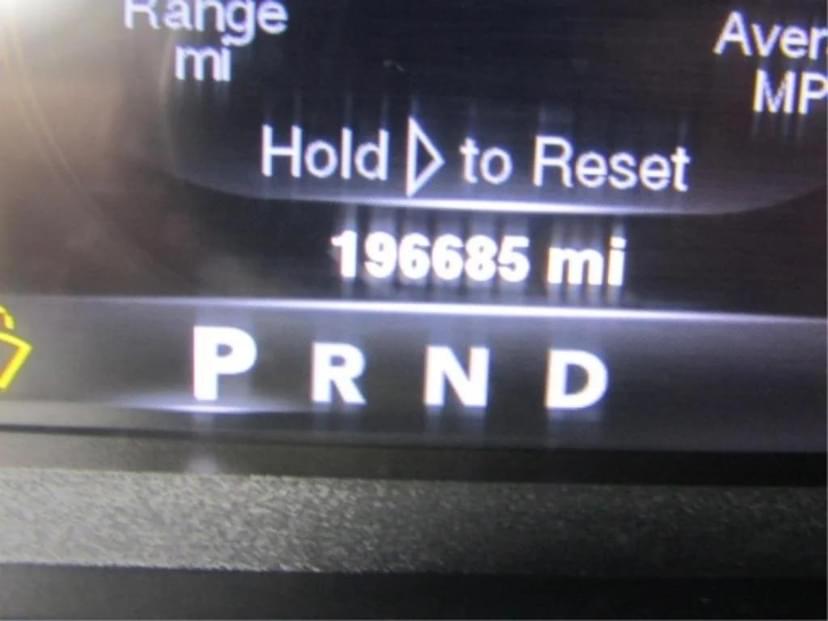 Range
mi
Aver
MP
Hold ▷ to Reset
196685 mi
P R N D